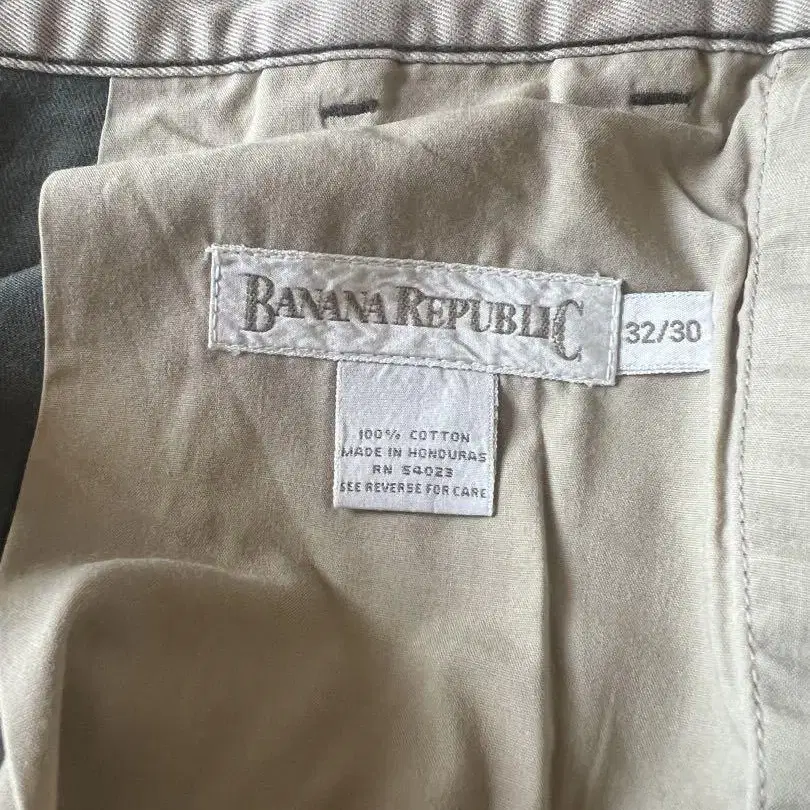 BANANA REPUBLIC
32/30
100% COTTON
MADE IN HONDURAS
RN 54023
SEE REVERSE FOR CARE